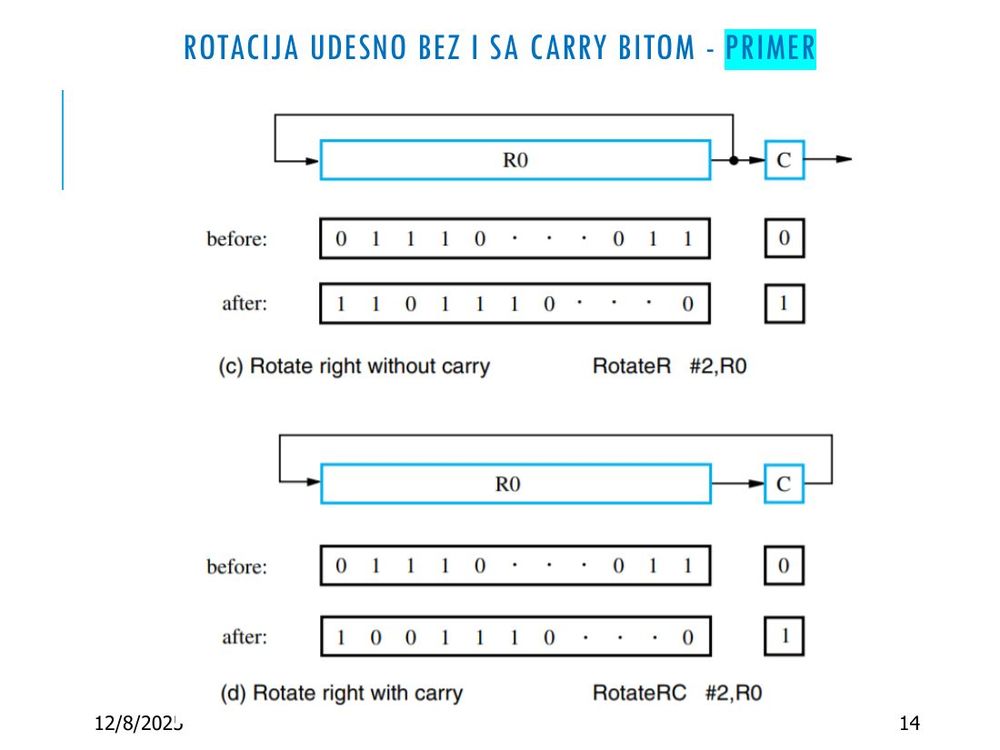 ROTACIJA UDESNO BEZ I SA CARRY BITOM - PRIMER
R0 C
before: 0 1 1 1 0 · · · 0 1 1 0
after: 1 1 0 1 1 1 0 · · · 0 1
(c) Rotate right without carry RotateR #2,R0
R0 C
before: 0 1 1 1 0 · · · 0 1 1 0
after: 1 0 0 1 1 1 0 · · · 0 1
(d) Rotate right with carry RotateRC #2,R0
14